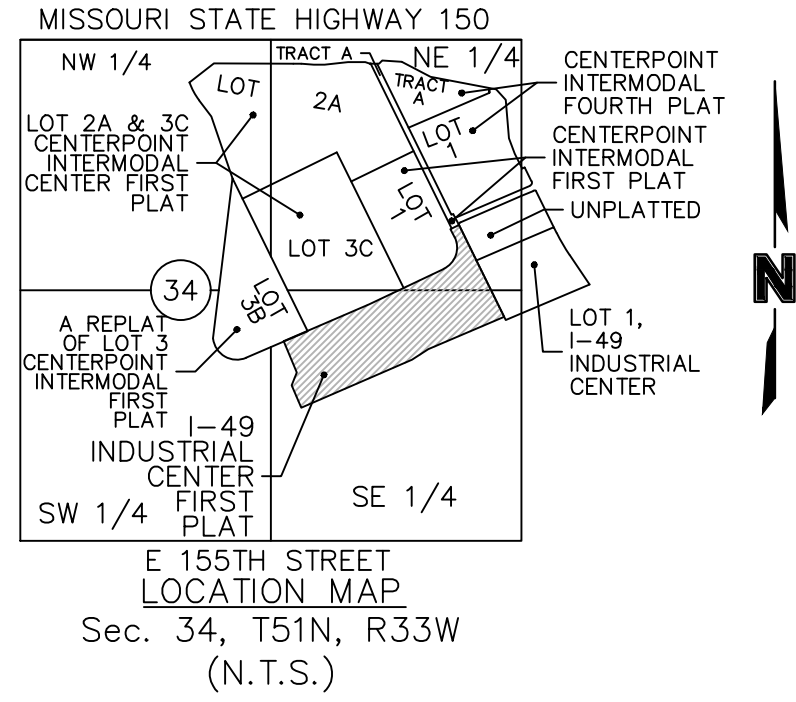 MISSOURI STATE HIGHWAY 150
NW 1/4
TRACT A
NE 1/4
LOT
2A
TRACT
A
LOT
1
CENTERPOINT
INTERMODAL
FOURTH PLAT
CENTERPOINT
INTERMODAL
FIRST PLAT
UNPLATTED
LOT 2A & 3C
CENTERPOINT
INTERMODAL
CENTER FIRST
PLAT
LOT
1
LOT 3C
34
LOT
3B
N
A REPLAT
OF LOT 3
CENTERPOINT
INTERMODAL
FIRST
PLAT
LOT 1,
I-49
INDUSTRIAL
CENTER
I-49
INDUSTRIAL
CENTER
FIRST
PLAT
SW 1/4
SE 1/4
E 155TH STREET
LOCATION MAP
Sec. 34, T51N, R33W
(N.T.S.)